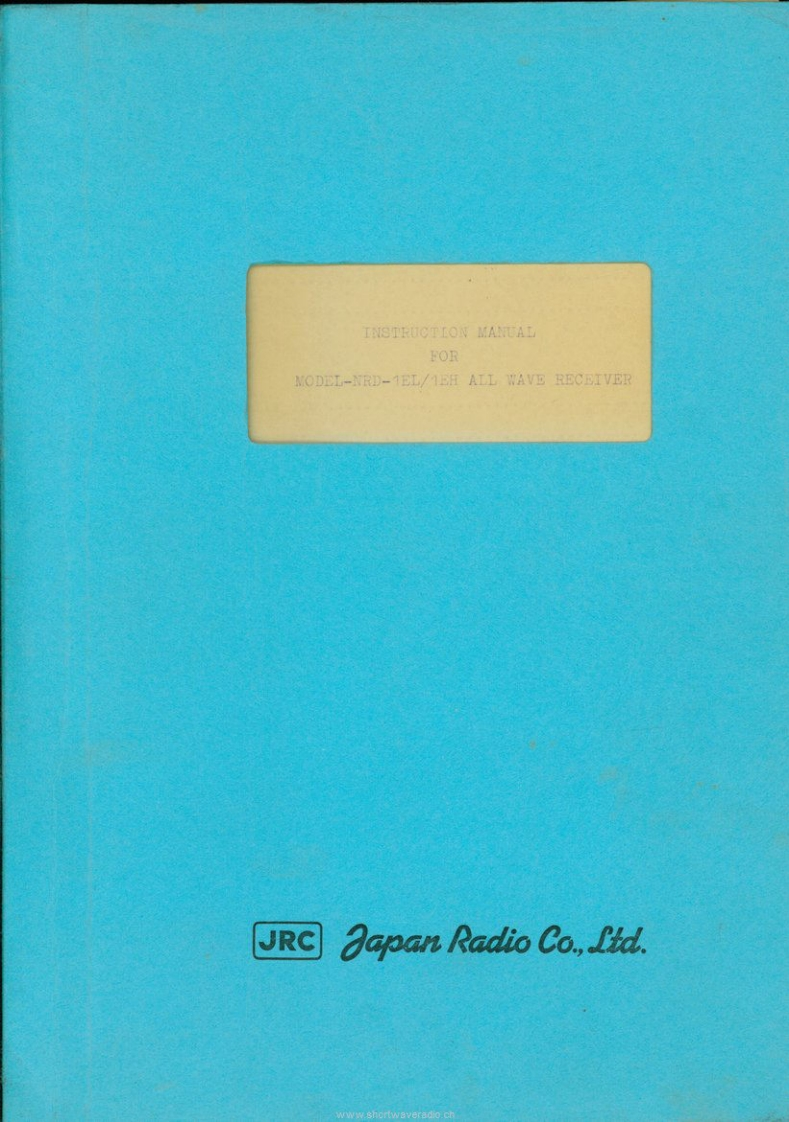 INSTRUCTION MANUAL
FOR
MODEL-NRD-1EL/1EH ALL WAVE RECEIVER
JRC Japan Radio Co., Ltd.
www.shortwaveradio.ch